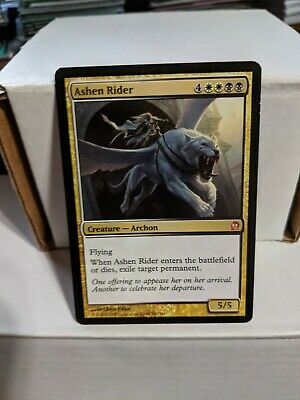 Ashen Rider 4
Creature — Archon
Flying
When Ashen Rider enters the battlefield
or dies, exile target permanent.
One offering to appease her on her arrival.
Another to celebrate her departure.
5/5